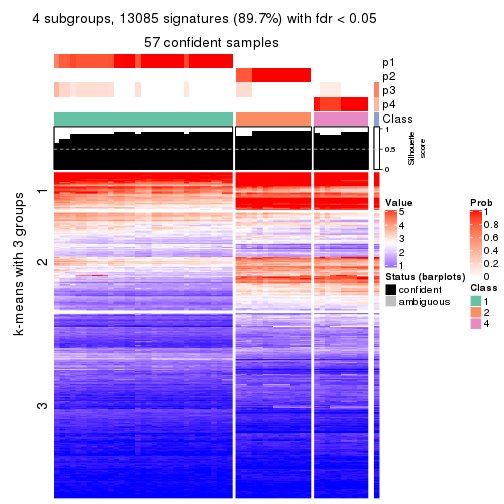 4 subgroups, 13085 signatures (89.7%) with fdr < 0.05
57 confident samples
p1
p2
p3
p4
Class
1
0.5
0
Silhouette
score
k-means with 3 groups
1
2
3
Value
5
4
3
2
1
Status (barplots)
confident
ambiguous
Prob
1
0.8
0.6
0.4
0.2
0
Class
1
2
4